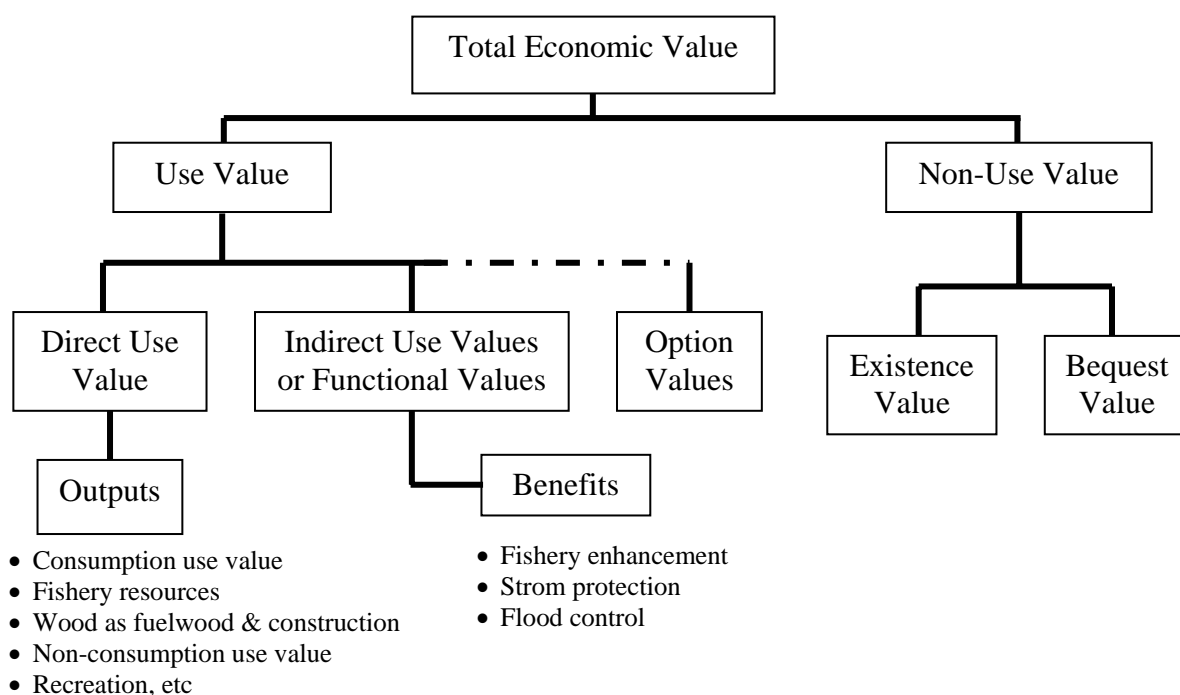 Total Economic Value
Use Value
Non-Use Value
Direct Use
Value
Indirect Use Values
or Functional Values
Option
Values
Existence
Value
Bequest
Value
Outputs
Benefits
• Consumption use value
• Fishery resources
• Wood as fuelwood & construction
• Non-consumption use value
• Recreation, etc
• Fishery enhancement
• Strom protection
• Flood control